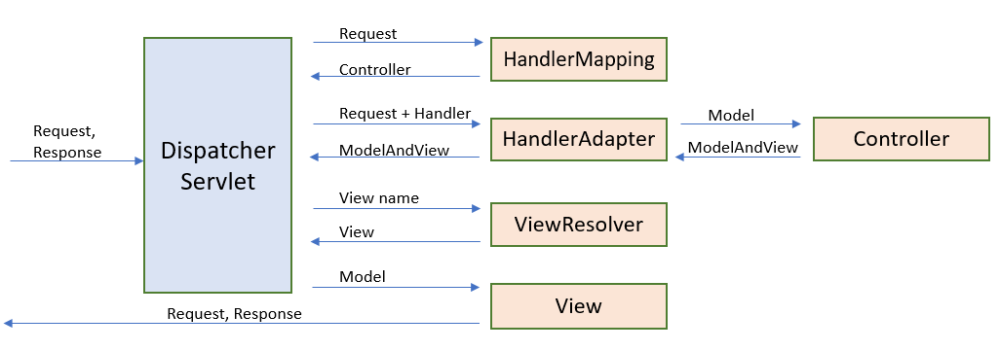 Request
HandlerMapping
Controller
Request + Handler
Model
Request,
Response
Dispatcher
Servlet
HandlerAdapter
Controller
ModelAndView
ModelAndView
View name
ViewResolver
View
Model
View
Request, Response